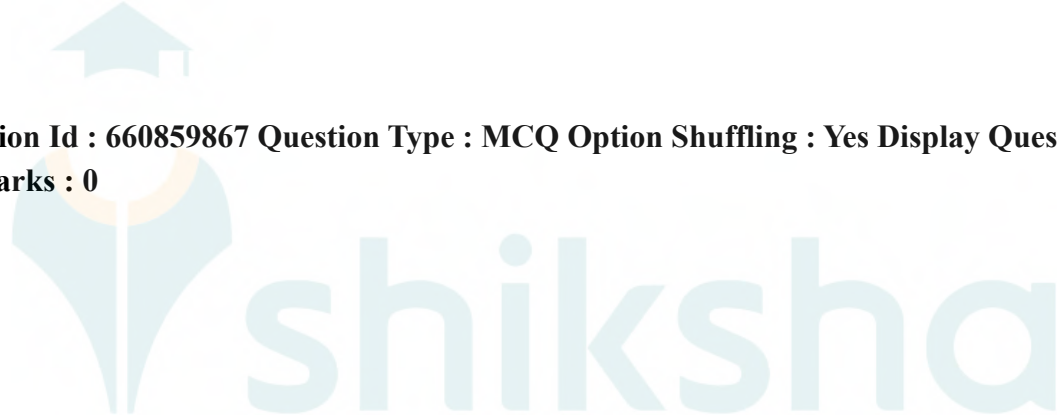 ion Id : 660859867 Question Type : MCQ Option Shuffling : Yes Display Ques
arks : 0
shiksha